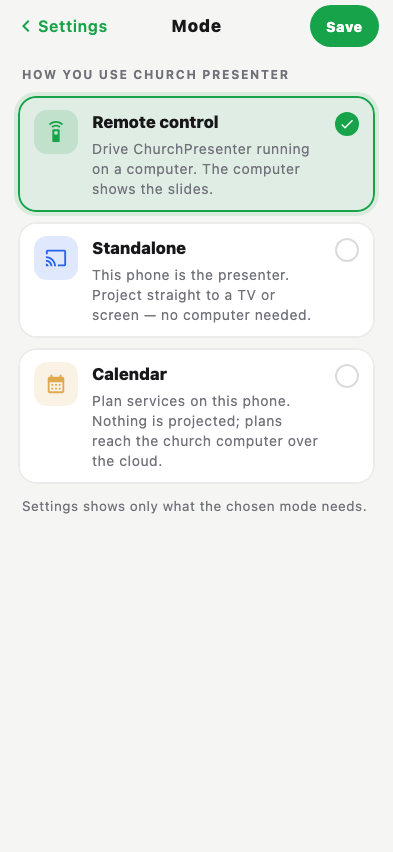 Settings
Mode
Save
HOW YOU USE CHURCH PRESENTER
Remote control
Drive ChurchPresenter running
on a computer. The computer
shows the slides.
Standalone
This phone is the presenter.
Project straight to a TV or
screen — no computer needed.
Calendar
Plan services on this phone.
Nothing is projected; plans
reach the church computer over
the cloud.
Settings shows only what the chosen mode needs.